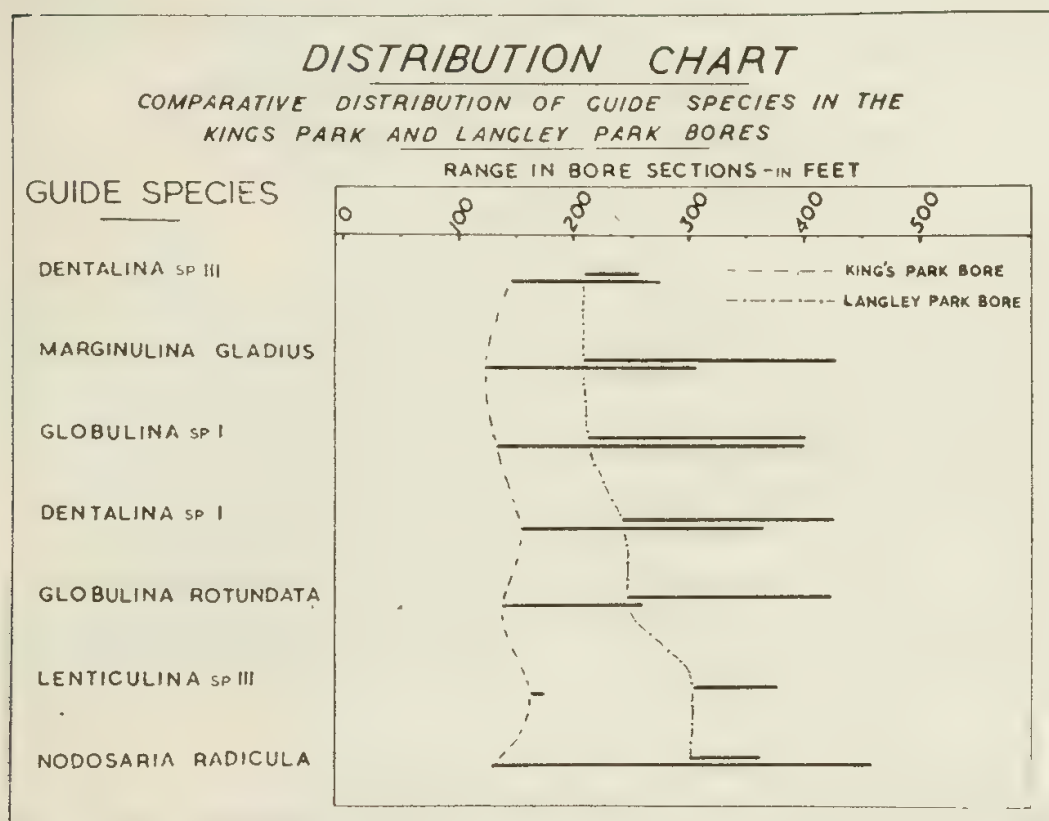 DISTRIBUTION CHART
COMPARATIVE DISTRIBUTION OF GUIDE SPECIES IN THE
KINGS PARK AND LANGLEY PARK BORES
RANGE IN BORE SECTIONS - IN FEET
GUIDE SPECIES
0 100 200 300 400 500
DENTALINA SP III
KING'S PARK BORE
LANGLEY PARK BORE
MARGINULINA GLADIUS
GLOBULINA SP I
DENTALINA SP I
GLOBULINA ROTUNDATA
LENTICULINA SP III
NODOSARIA RADICULA